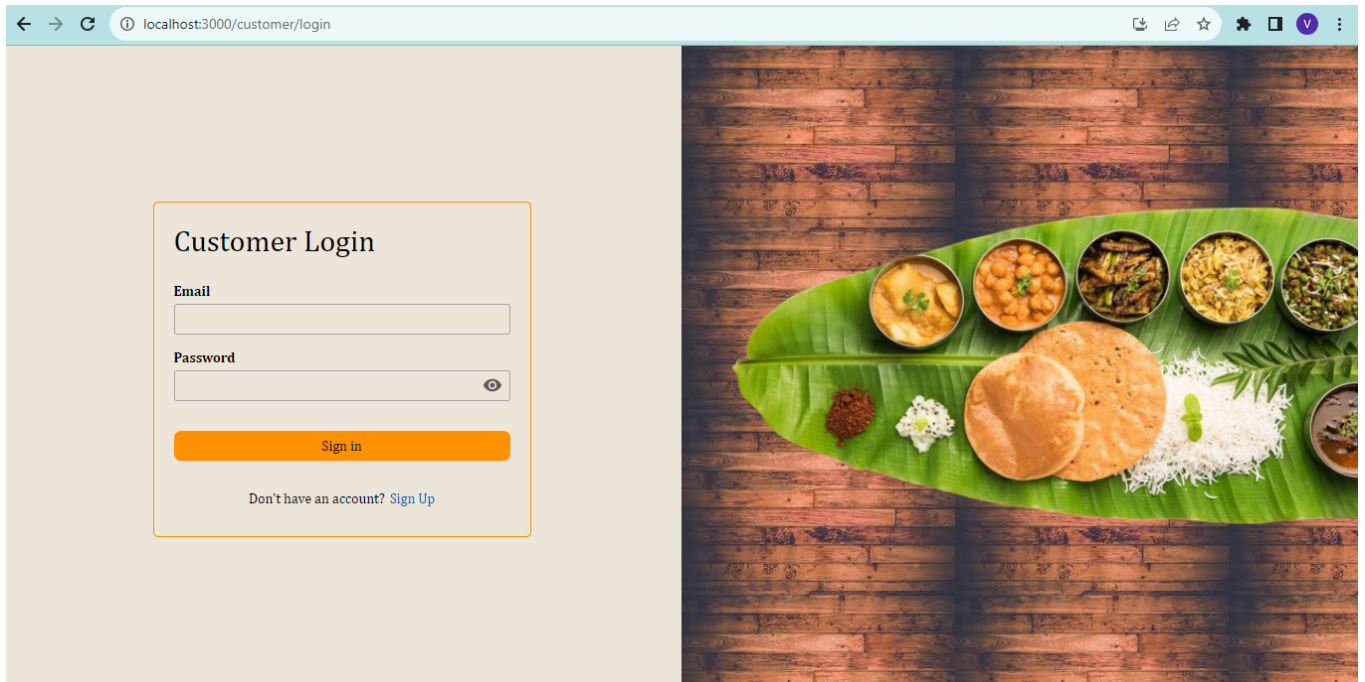 localhost:3000/customer/login
V
Customer Login
Email
Password
Sign in
Don't have an account? Sign Up